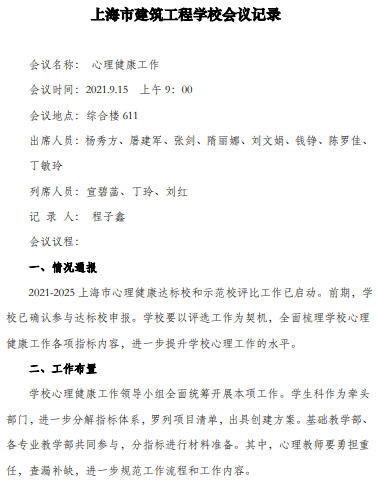 上海市建筑工程学校会议记录
会议名称： 心理健康工作
会议时间：2021.9.15 上午 9：00
会议地点：综合楼 611
出席人员：杨秀方、屠建军、张剑、隋丽娜、刘文娟、钱铮、陈罗佳、
丁敏玲
列席人员：宣碧菡、丁玲、刘红
记 录 人： 程子鑫
会议议程：
一、情况通报
2021-2025 上海市心理健康达标校和示范校评比工作已启动。前期，学
校已确认参与达标校申报。学校要以评选工作为契机，全面梳理学校心理
健康工作各项指标内容，进一步提升学校心理工作的水平。
二、工作布置
学校心理健康工作领导小组全面统筹开展本项工作。学生科作为牵头
部门，进一步分解指标体系，罗列项目清单，出具创建方案。基础教学部、
各专业教学部共同参与，分指标进行材料准备。其中，心理教师要勇担重
任，查漏补缺，进一步规范工作流程和工作内容。